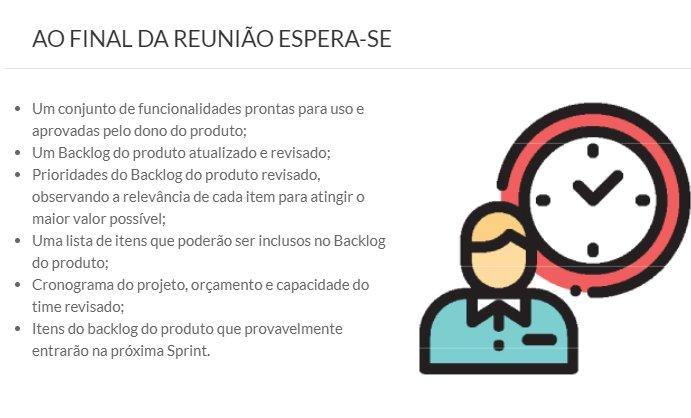 AO FINAL DA REUNIÃO ESPERA-SE
• Um conjunto de funcionalidades prontas para uso e
aprovadas pelo dono do produto;
• Um Backlog do produto atualizado e revisado;
• Prioridades do Backlog do produto revisado,
observando a relevância de cada item para atingir o
maior valor possível;
• Uma lista de itens que poderão ser inclusos no Backlog
do produto;
• Cronograma do projeto, orçamento e capacidade do
time revisado;
• Itens do backlog do produto que provavelmente
entrarão na próxima Sprint.